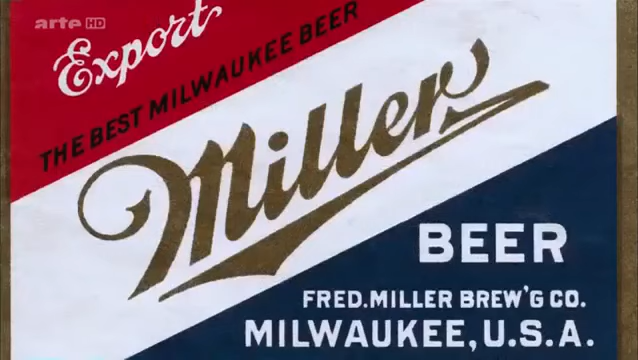 arte HD
Export
THE BEST MILWAUKEE BEER
Miller
BEER
FRED. MILLER BREW'G CO.
MILWAUKEE, U.S.A.